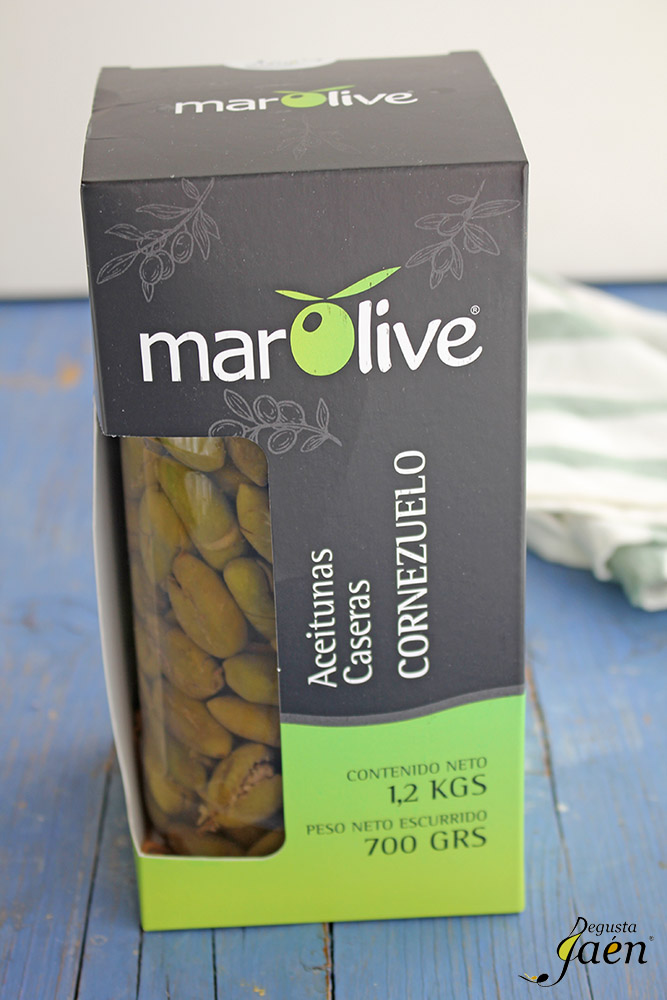 marOlive®
marOlive®
Aceitunas
Caseras
CORNEZUELO
CONTENIDO NETO
1,2 KGS
PESO NETO ESCURRIDO
700 GRS
Degusta
Jaén®